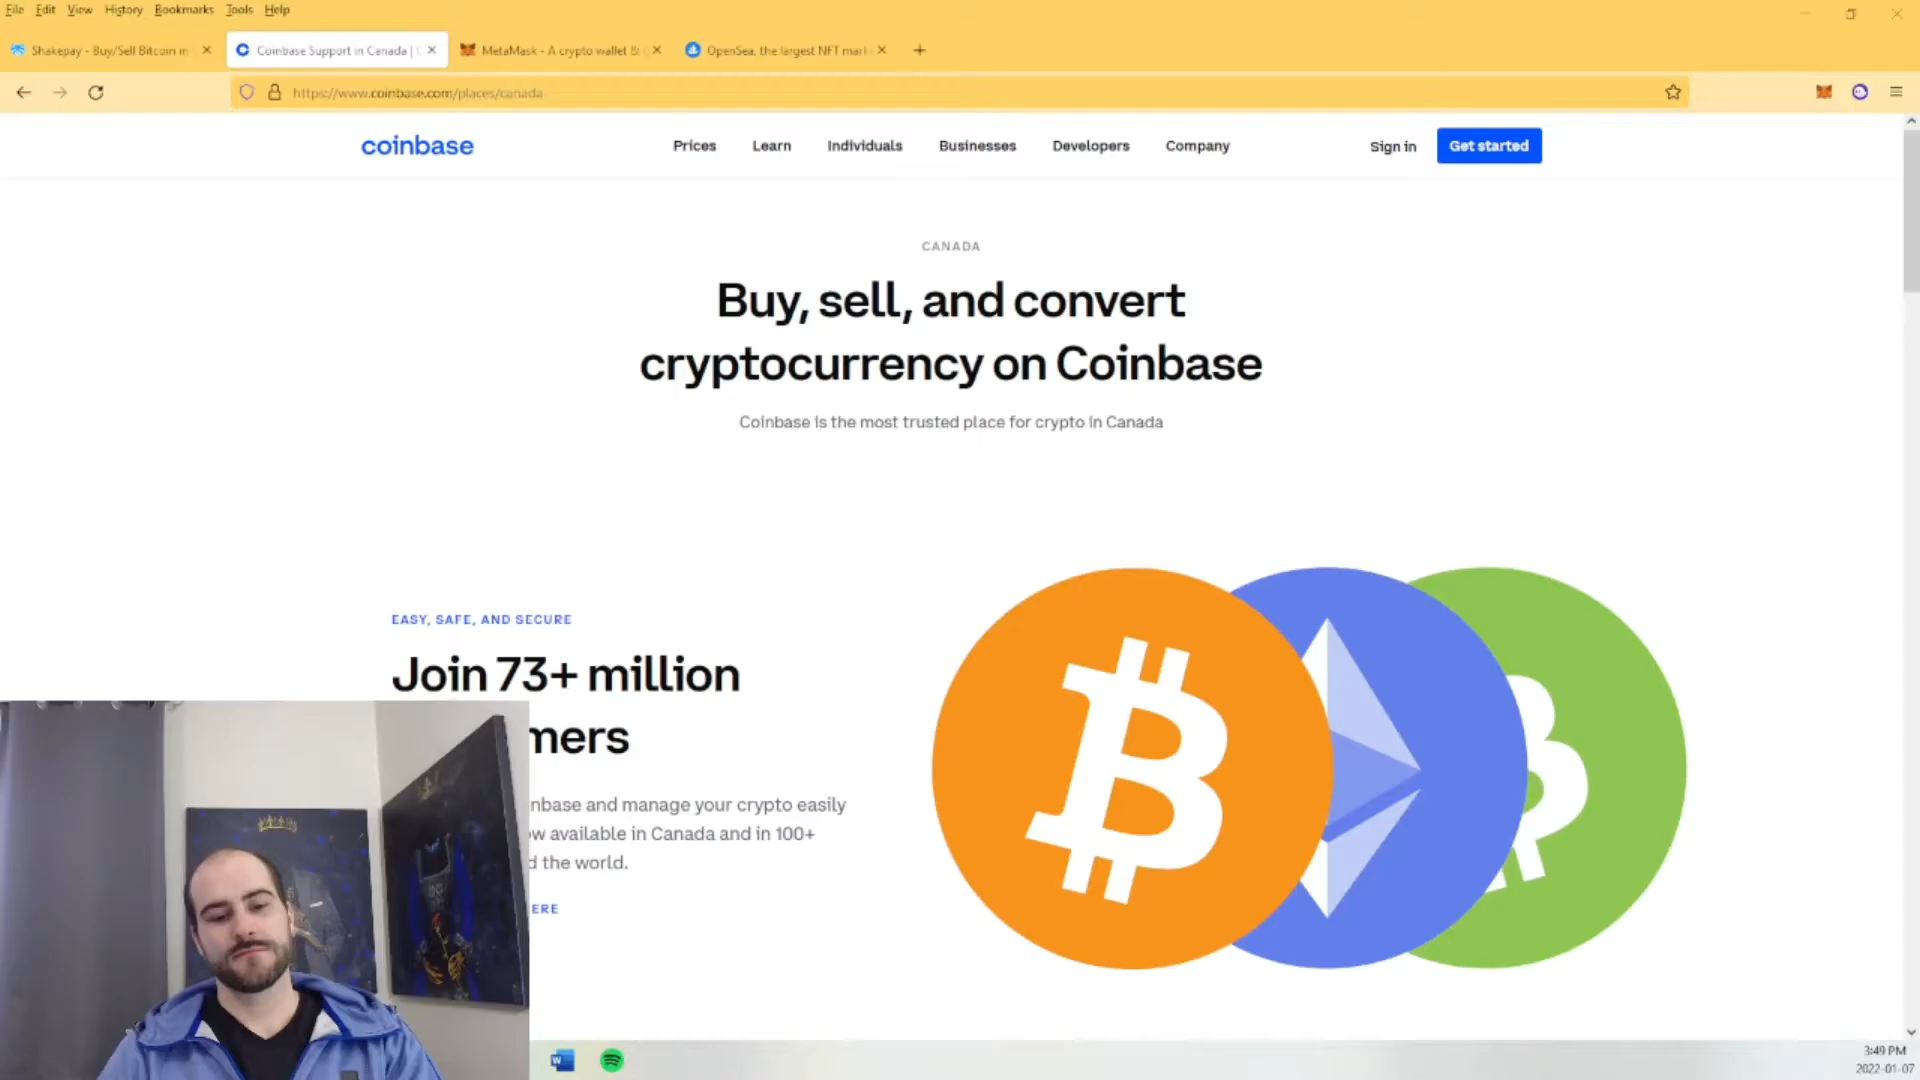 File Edit View History Bookmarks Tools Help
Shakepay - Buy/Sell Bitcoin in
Coinbase Support in Canada |
MetaMask - A crypto wallet &
OpenSea, the largest NFT mark
https://www.coinbase.com/places/canada
coinbase
Prices Learn Individuals Businesses Developers Company
Sign in Get started
CANADA
Buy, sell, and convert
cryptocurrency on Coinbase
Coinbase is the most trusted place for crypto in Canada
EASY, SAFE, AND SECURE
Join 73+ million
mers
nbase and manage your crypto easily
ow available in Canada and in 100+
d the world.
ERE
3:49 PM
2022-01-07